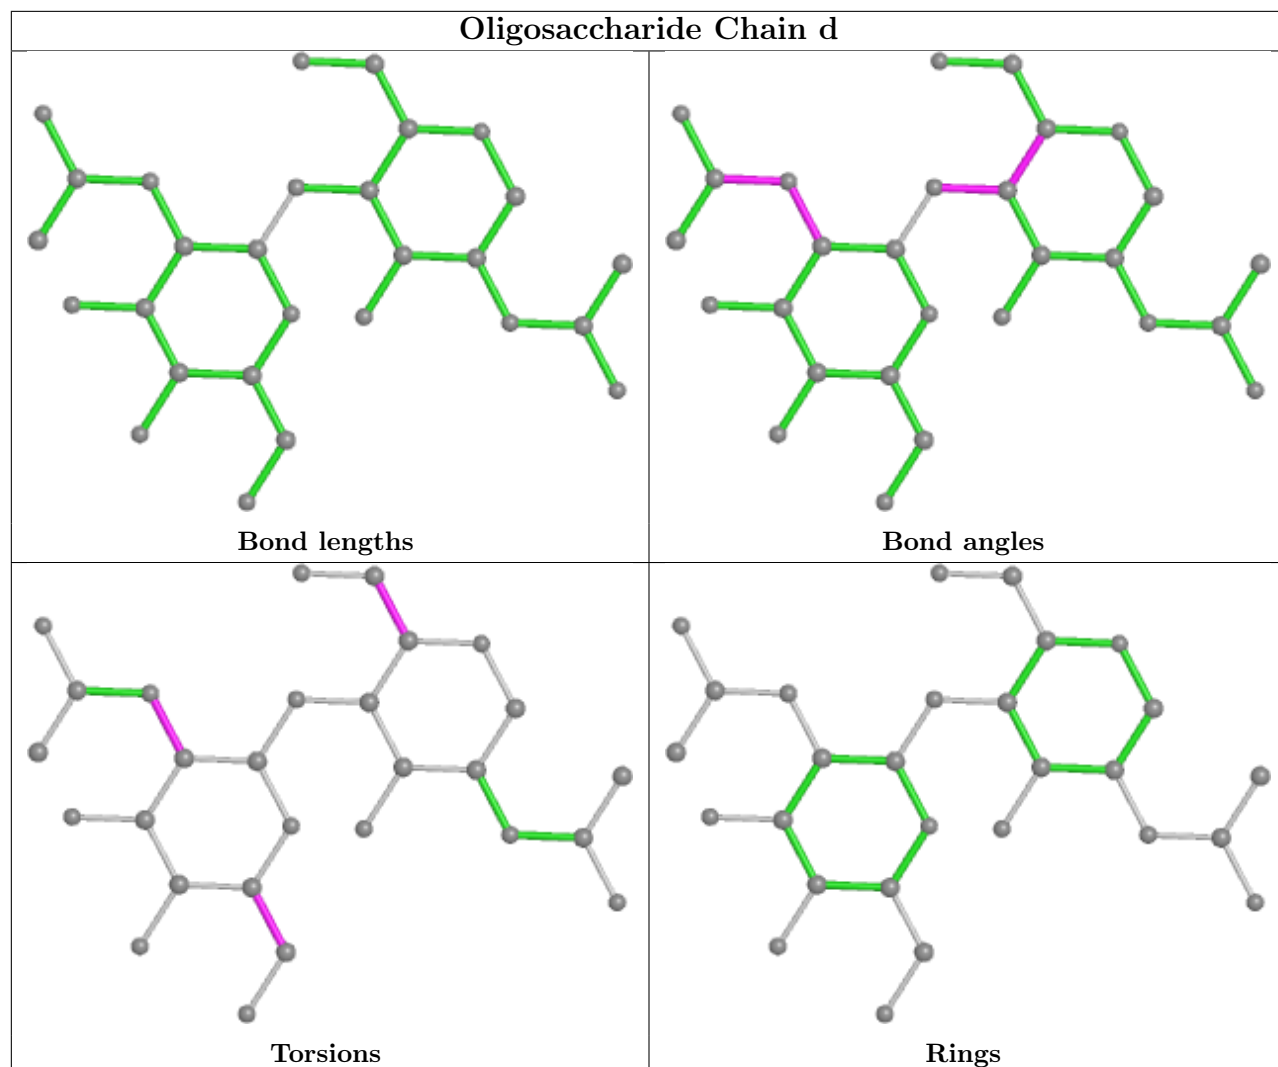 Oligosaccharide Chain d
Bond lengths
Bond angles
Torsions
Rings